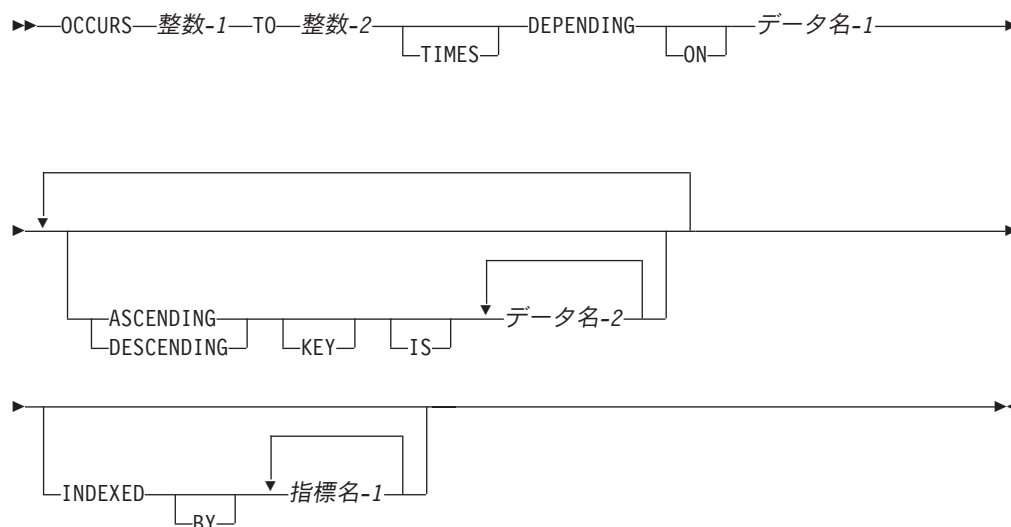 OCCURS 整数-1 TO 整数-2 TIMES DEPENDING ON データ名-1
ASCENDING
DESCENDING KEY IS データ名-2
INDEXED BY 指標名-1